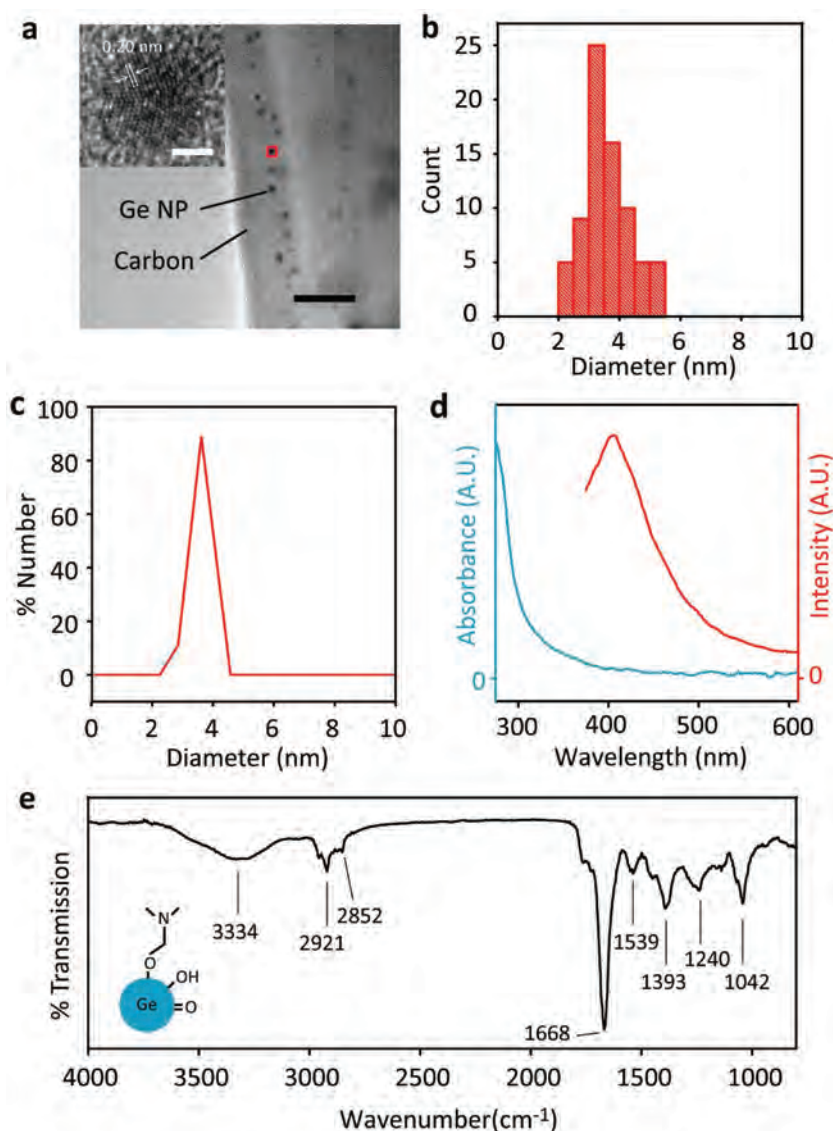 a
0.20 nm
Ge NP
Carbon
b
25
20
15
10
5
0
Count
0 2 4 6 8 10
Diameter (nm)
c
100
80
60
40
20
0
% Number
0 2 4 6 8 10
Diameter (nm)
d
Absorbance (A.U.)
0
Intensity (A.U.)
0
300 400 500 600
Wavelength (nm)
e
% Transmission
3334
2921
2852
1668
1539
1393
1240
1042
N
O
OH
Ge
=O
4000 3000 2500 2000 1500 1000
Wavenumber(cm⁻¹)